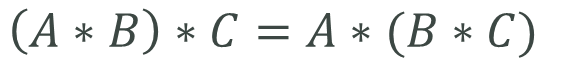 (A ∗ B) ∗ C = A ∗ (B ∗ C)